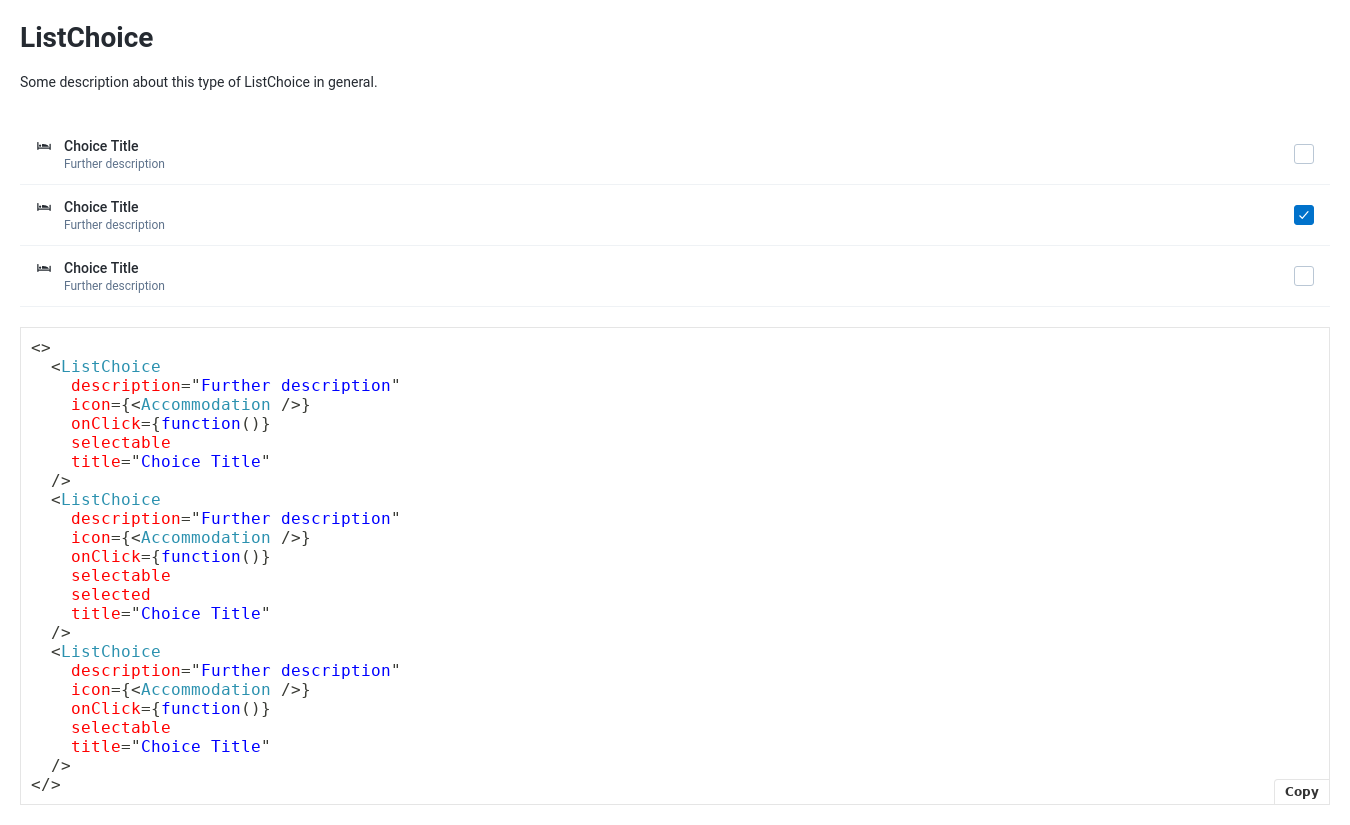 ListChoice
Some description about this type of ListChoice in general.
Choice Title
Further description
Choice Title
Further description
Choice Title
Further description
<>
  <ListChoice
    description="Further description"
    icon={<Accommodation />}
    onClick={function()}
    selectable
    title="Choice Title"
  />
  <ListChoice
    description="Further description"
    icon={<Accommodation />}
    onClick={function()}
    selectable
    selected
    title="Choice Title"
  />
  <ListChoice
    description="Further description"
    icon={<Accommodation />}
    onClick={function()}
    selectable
    title="Choice Title"
  />
</>
Copy